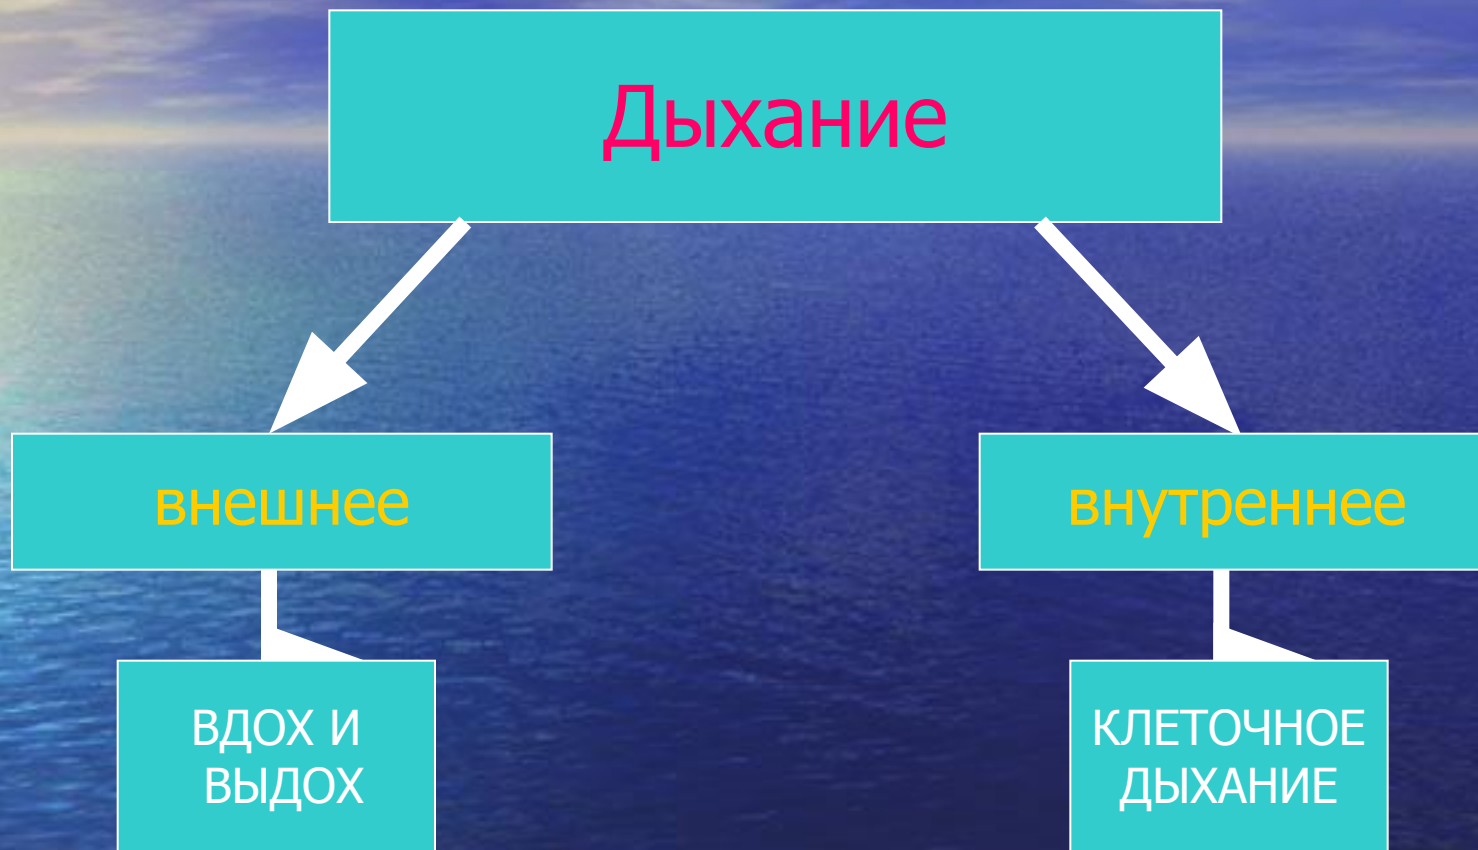 Дыхание
внешнее
внутреннее
ВДОХ И
ВЫДОХ
КЛЕТОЧНОЕ
ДЫХАНИЕ